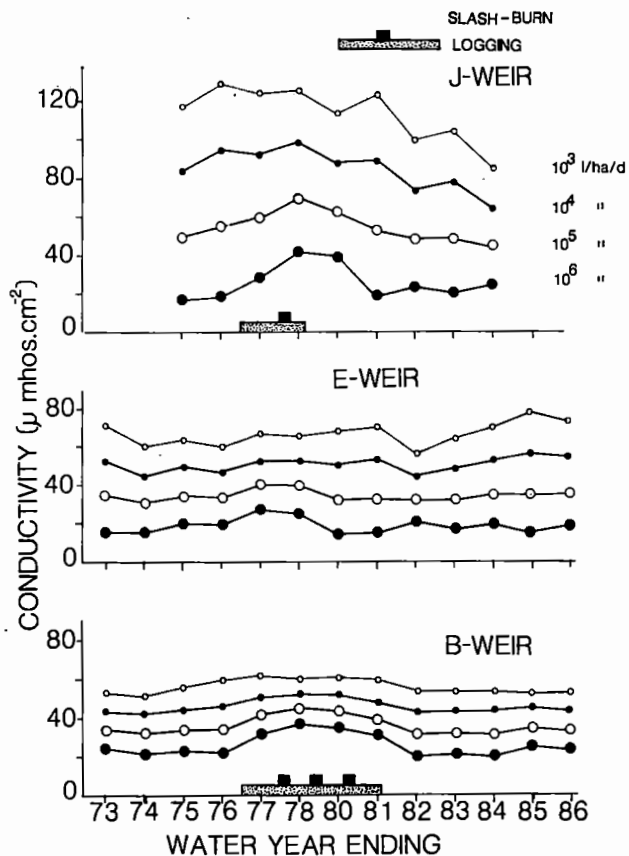 SLASH-BURN
LOGGING
J-WEIR
120
80
40
0
10³ l/ha/d
10⁴ "
10⁵ "
10⁶ "
E-WEIR
80
40
0
CONDUCTIVITY (μ mhos.cm⁻²)
B-WEIR
80
40
0
73 74 75 76 77 78 80 81 82 83 84 85 86
WATER YEAR ENDING